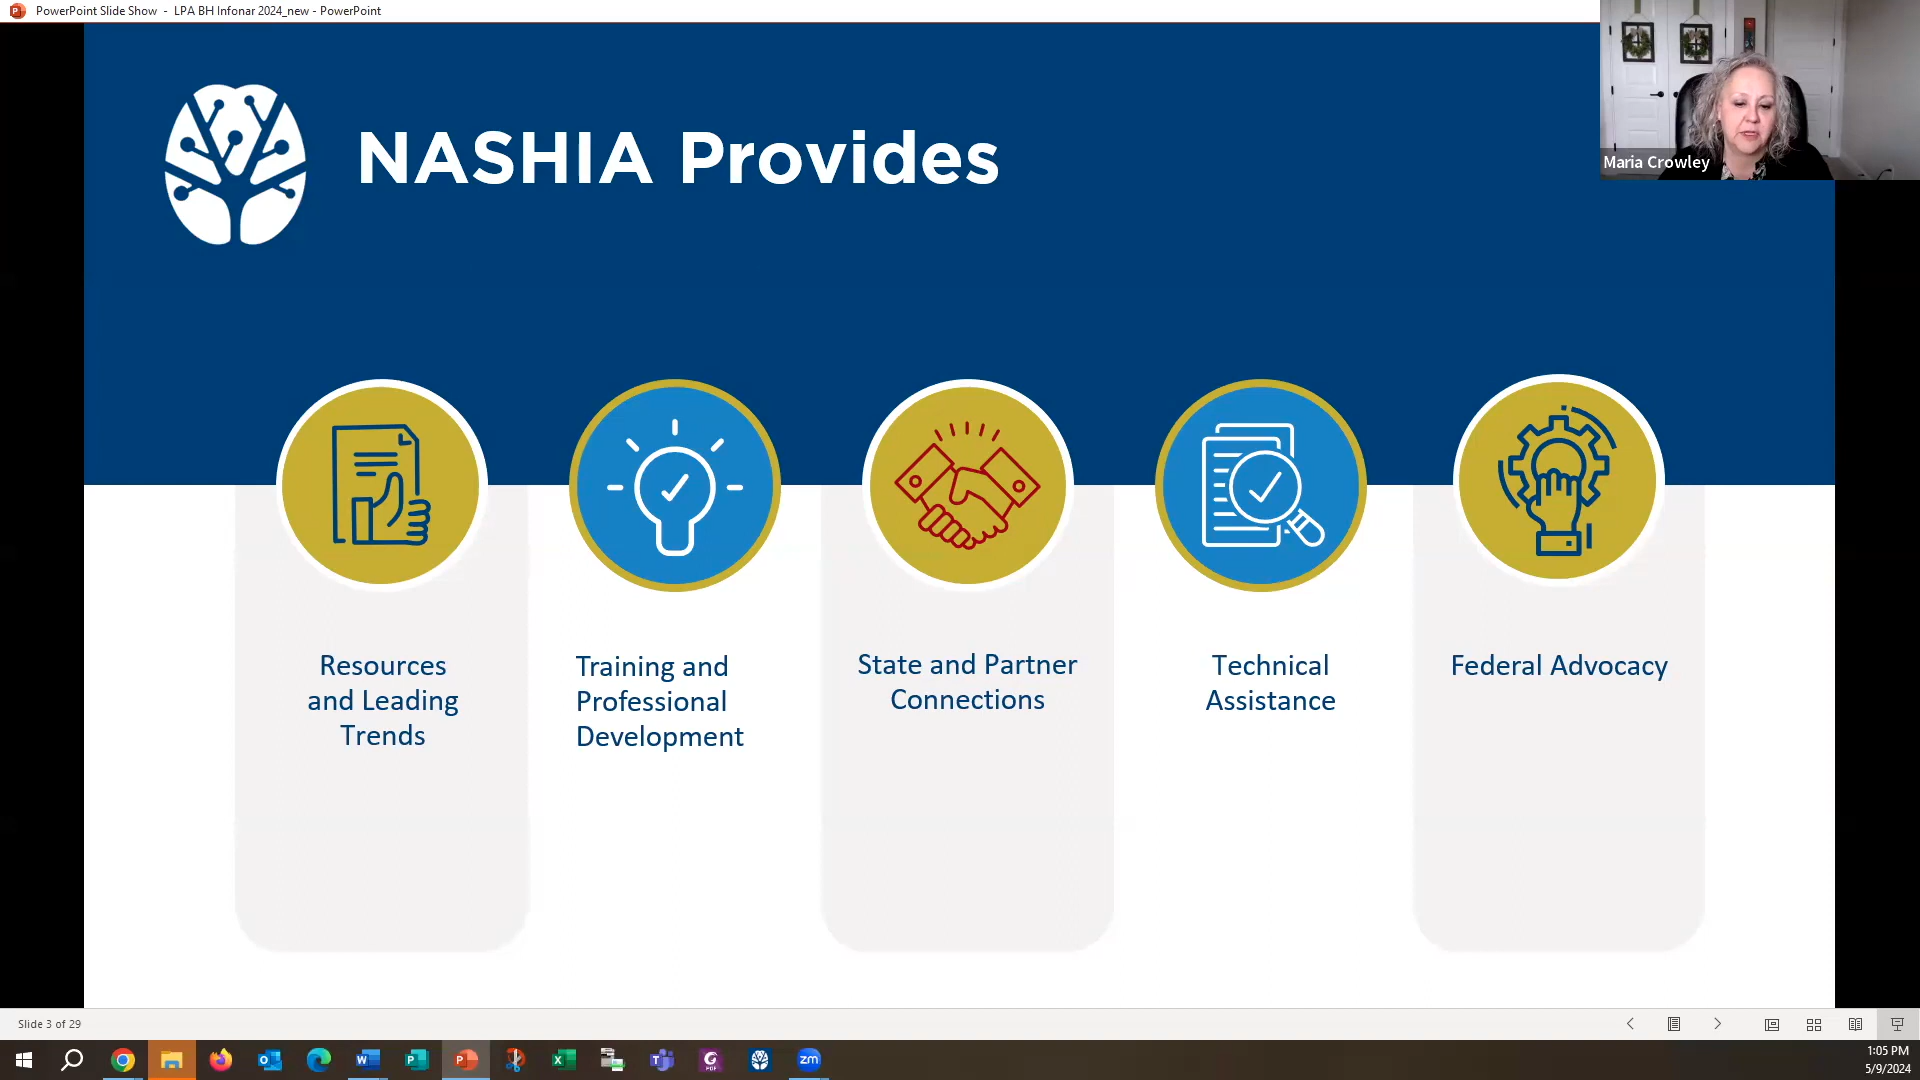 PowerPoint Slide Show - LPA BH Infonar 2024_new - PowerPoint
NASHIA Provides
Maria Crowley
Resources
and Leading
Trends
Training and
Professional
Development
State and Partner
Connections
Technical
Assistance
Federal Advocacy
Slide 3 of 29
1:05 PM
5/9/2024